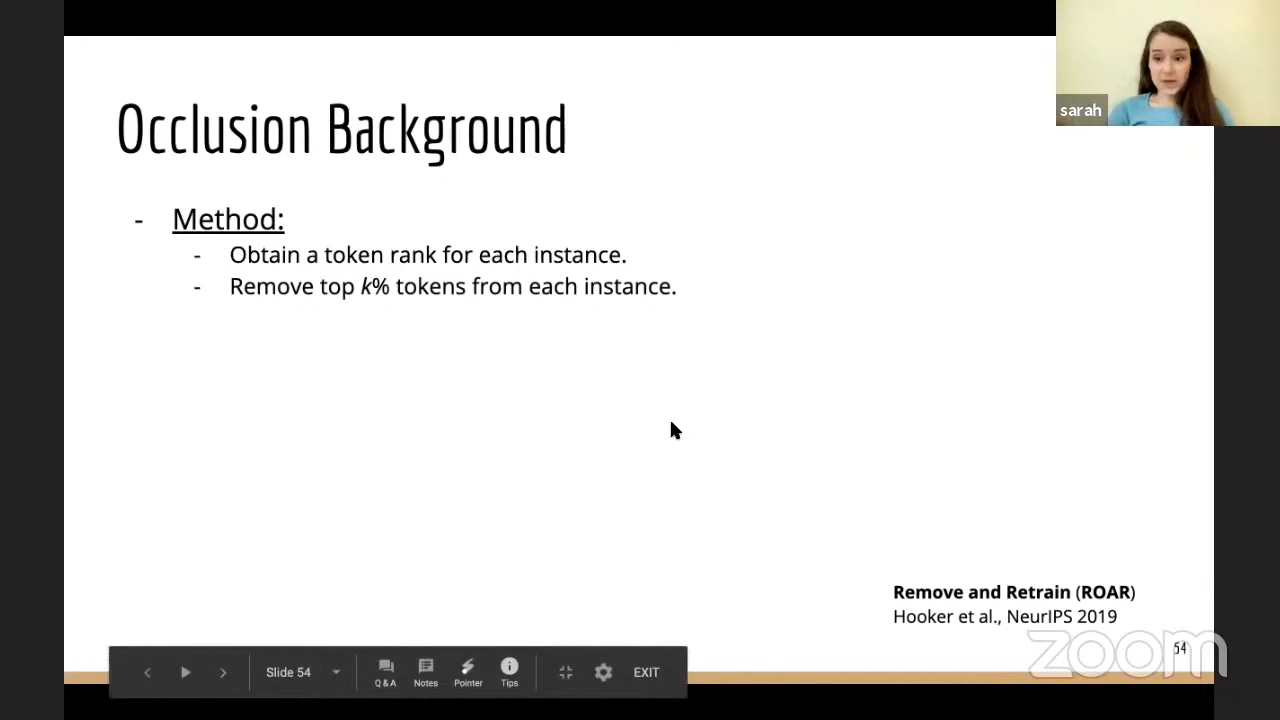 sarah
Occlusion Background
- Method:
- Obtain a token rank for each instance.
- Remove top k% tokens from each instance.
Remove and Retrain (ROAR)
Hooker et al., NeurIPS 2019
zoom
54
Slide 54
Q & A
Notes
Pointer
Tips
EXIT